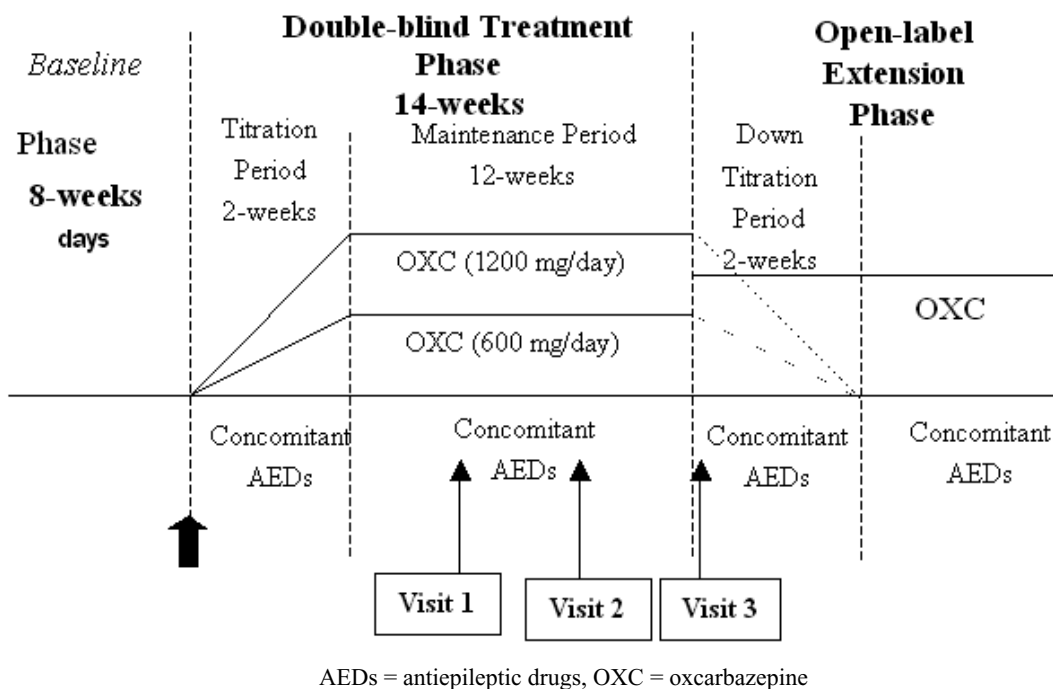 Baseline
Phase
8-weeks
days
Double-blind Treatment
Phase
14-weeks
Titration
Period
2-weeks
Maintenance Period
12-weeks
Open-label
Extension
Phase
Down
Titration
Period
2-weeks
OXC (1200 mg/day)
OXC (600 mg/day)
OXC
Concomitant
AEDs
Concomitant
AEDs
Concomitant
AEDs
Concomitant
AEDs
Visit 1
Visit 2
Visit 3
AEDs = antiepileptic drugs, OXC = oxcarbazepine